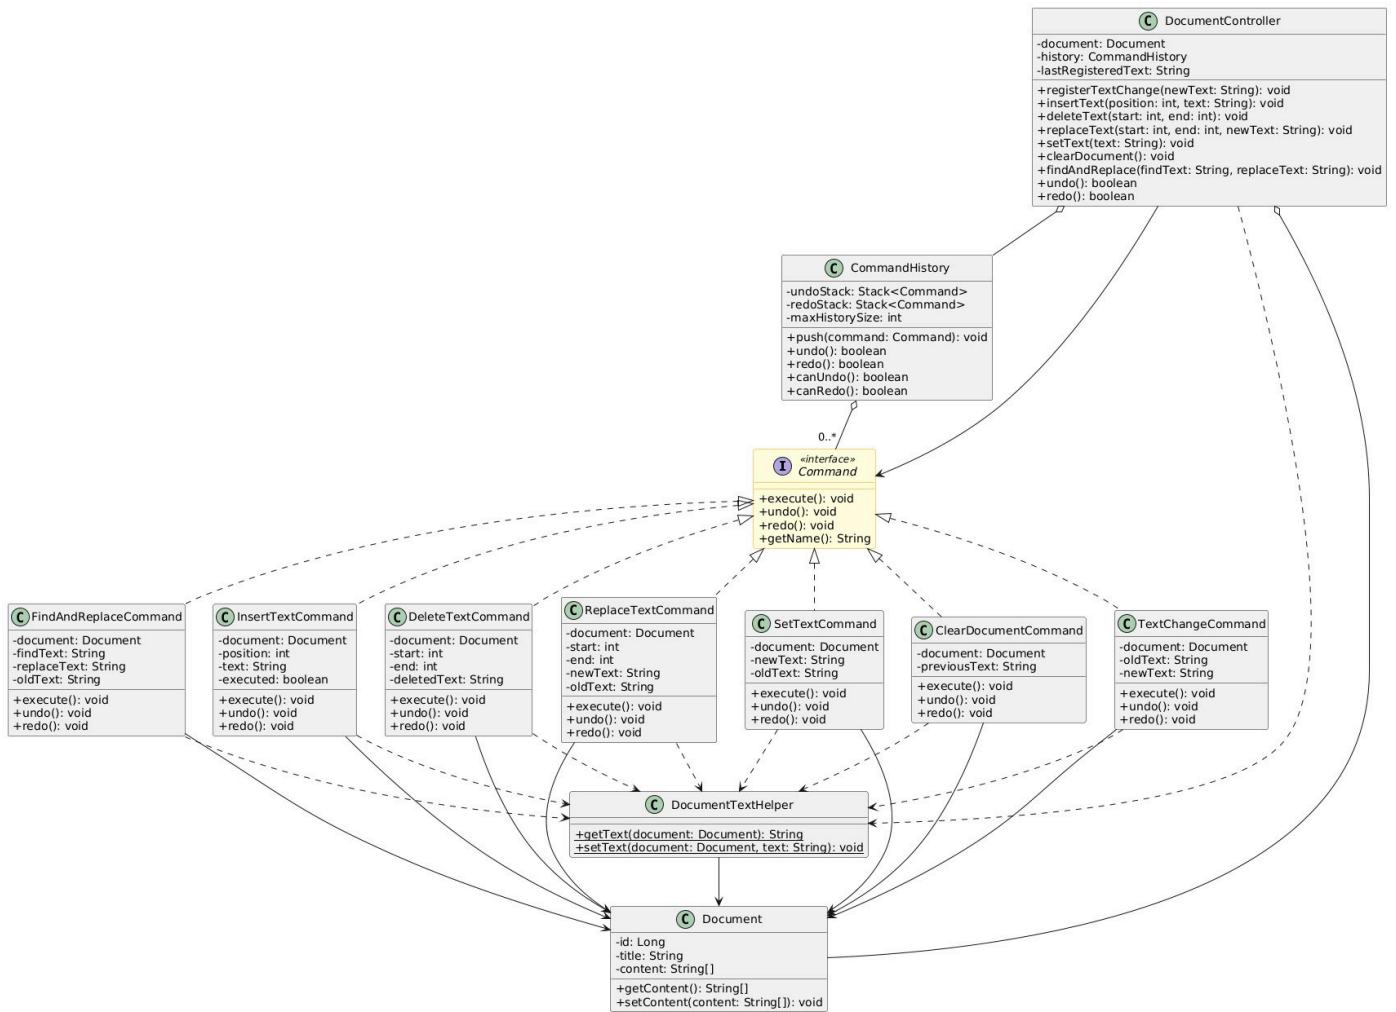 C DocumentController
-document: Document
-history: CommandHistory
-lastRegisteredText: String
+registerTextChange(newText: String): void
+insertText(position: int, text: String): void
+deleteText(start: int, end: int): void
+replaceText(start: int, end: int, newText: String): void
+setText(text: String): void
+clearDocument(): void
+findAndReplace(findText: String, replaceText: String): void
+undo(): boolean
+redo(): boolean
C CommandHistory
-undoStack: Stack<Command>
-redoStack: Stack<Command>
-maxHistorySize: int
+push(command: Command): void
+undo(): boolean
+redo(): boolean
+canUndo(): boolean
+canRedo(): boolean
0..*
I «interface»
Command
+execute(): void
+undo(): void
+redo(): void
+getName(): String
C FindAndReplaceCommand
-document: Document
-findText: String
-replaceText: String
-oldText: String
+execute(): void
+undo(): void
+redo(): void
C InsertTextCommand
-document: Document
-position: int
-text: String
-executed: boolean
+execute(): void
+undo(): void
+redo(): void
C DeleteTextCommand
-document: Document
-start: int
-end: int
-deletedText: String
+execute(): void
+undo(): void
+redo(): void
C ReplaceTextCommand
-document: Document
-start: int
-end: int
-newText: String
-oldText: String
+execute(): void
+undo(): void
+redo(): void
C SetTextCommand
-document: Document
-newText: String
-oldText: String
+execute(): void
+undo(): void
+redo(): void
C ClearDocumentCommand
-document: Document
-previousText: String
+execute(): void
+undo(): void
+redo(): void
C TextChangeCommand
-document: Document
-oldText: String
-newText: String
+execute(): void
+undo(): void
+redo(): void
C DocumentTextHelper
+getText(document: Document): String
+setText(document: Document, text: String): void
C Document
-id: Long
-title: String
-content: String[]
+getContent(): String[]
+setContent(content: String[]): void